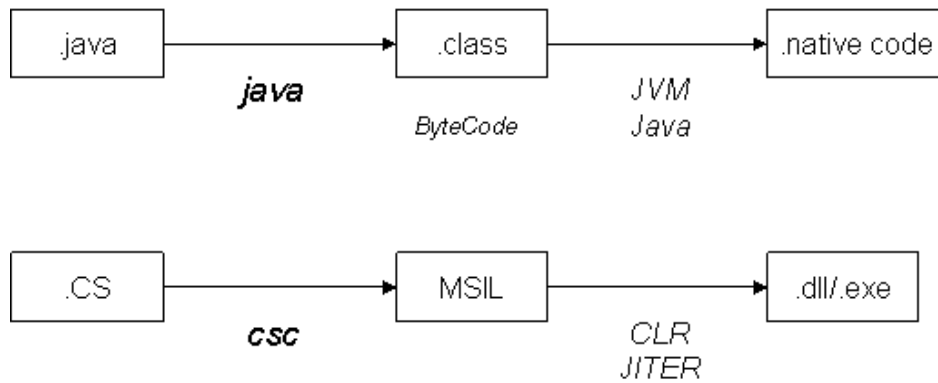 .java
.class
.native code
java
JVM
Java
ByteCode
.CS
MSIL
.dll/.exe
csc
CLR
JITER